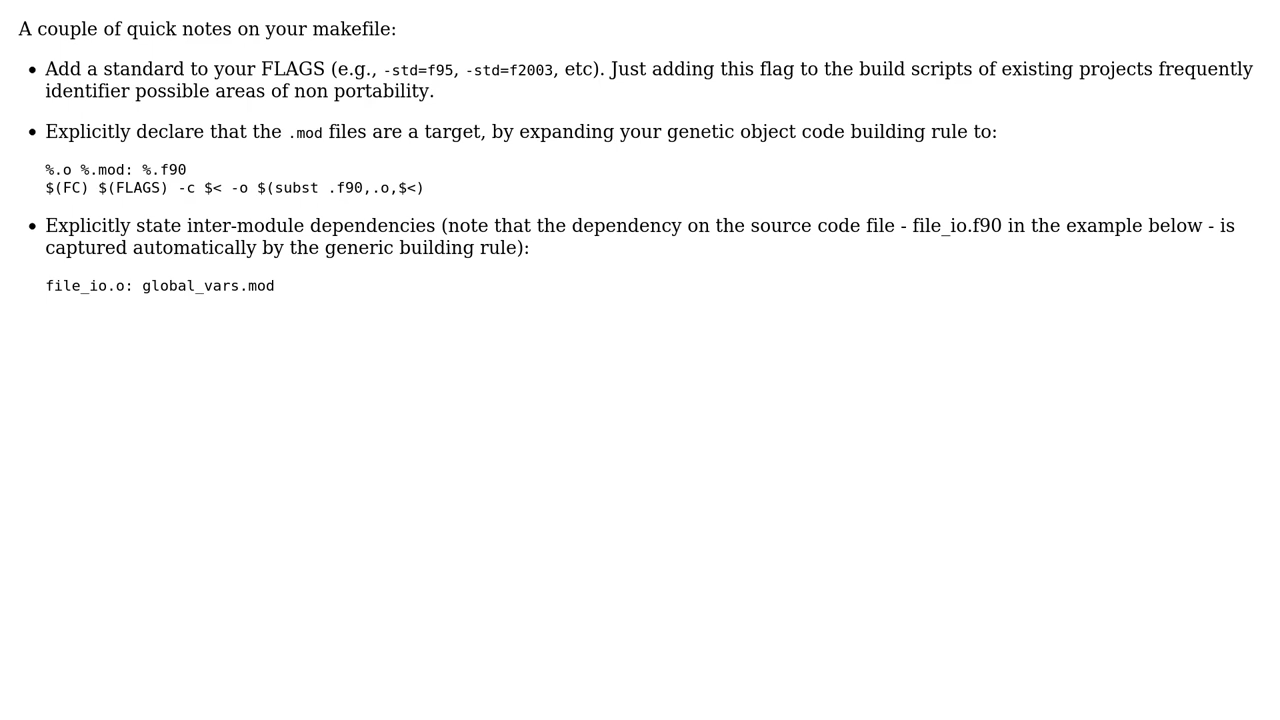 A couple of quick notes on your makefile:
• Add a standard to your FLAGS (e.g., -std=f95, -std=f2003, etc). Just adding this flag to the build scripts of existing projects frequently
identifier possible areas of non portability.
• Explicitly declare that the .mod files are a target, by expanding your genetic object code building rule to:
%.o %.mod: %.f90
$(FC) $(FLAGS) -c $< -o $(subst .f90,.o,$<)
• Explicitly state inter-module dependencies (note that the dependency on the source code file - file_io.f90 in the example below - is
captured automatically by the generic building rule):
file_io.o: global_vars.mod